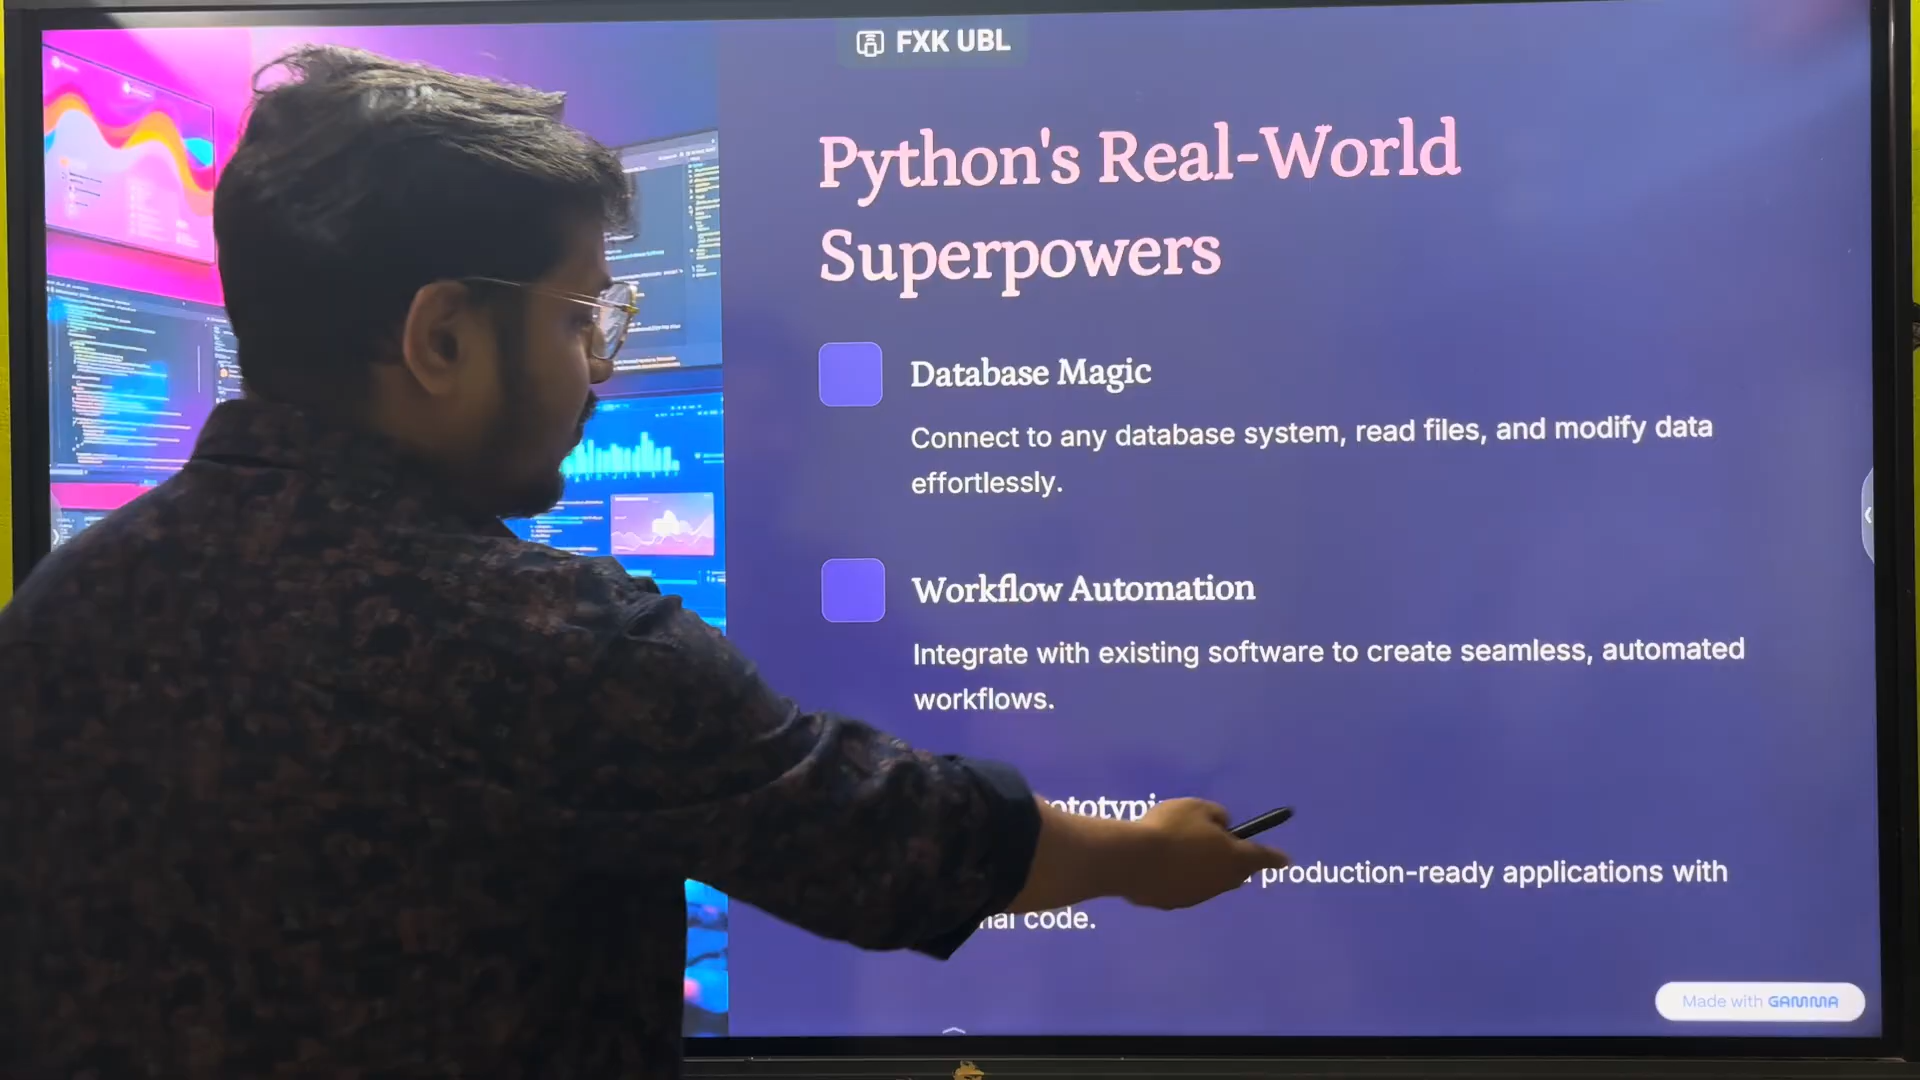 FXK UBL
Python's Real-World
Superpowers
Database Magic
Connect to any database system, read files, and modify data
effortlessly.
Workflow Automation
Integrate with existing software to create seamless, automated
workflows.
production-ready applications with
code.
Made with GAMMA